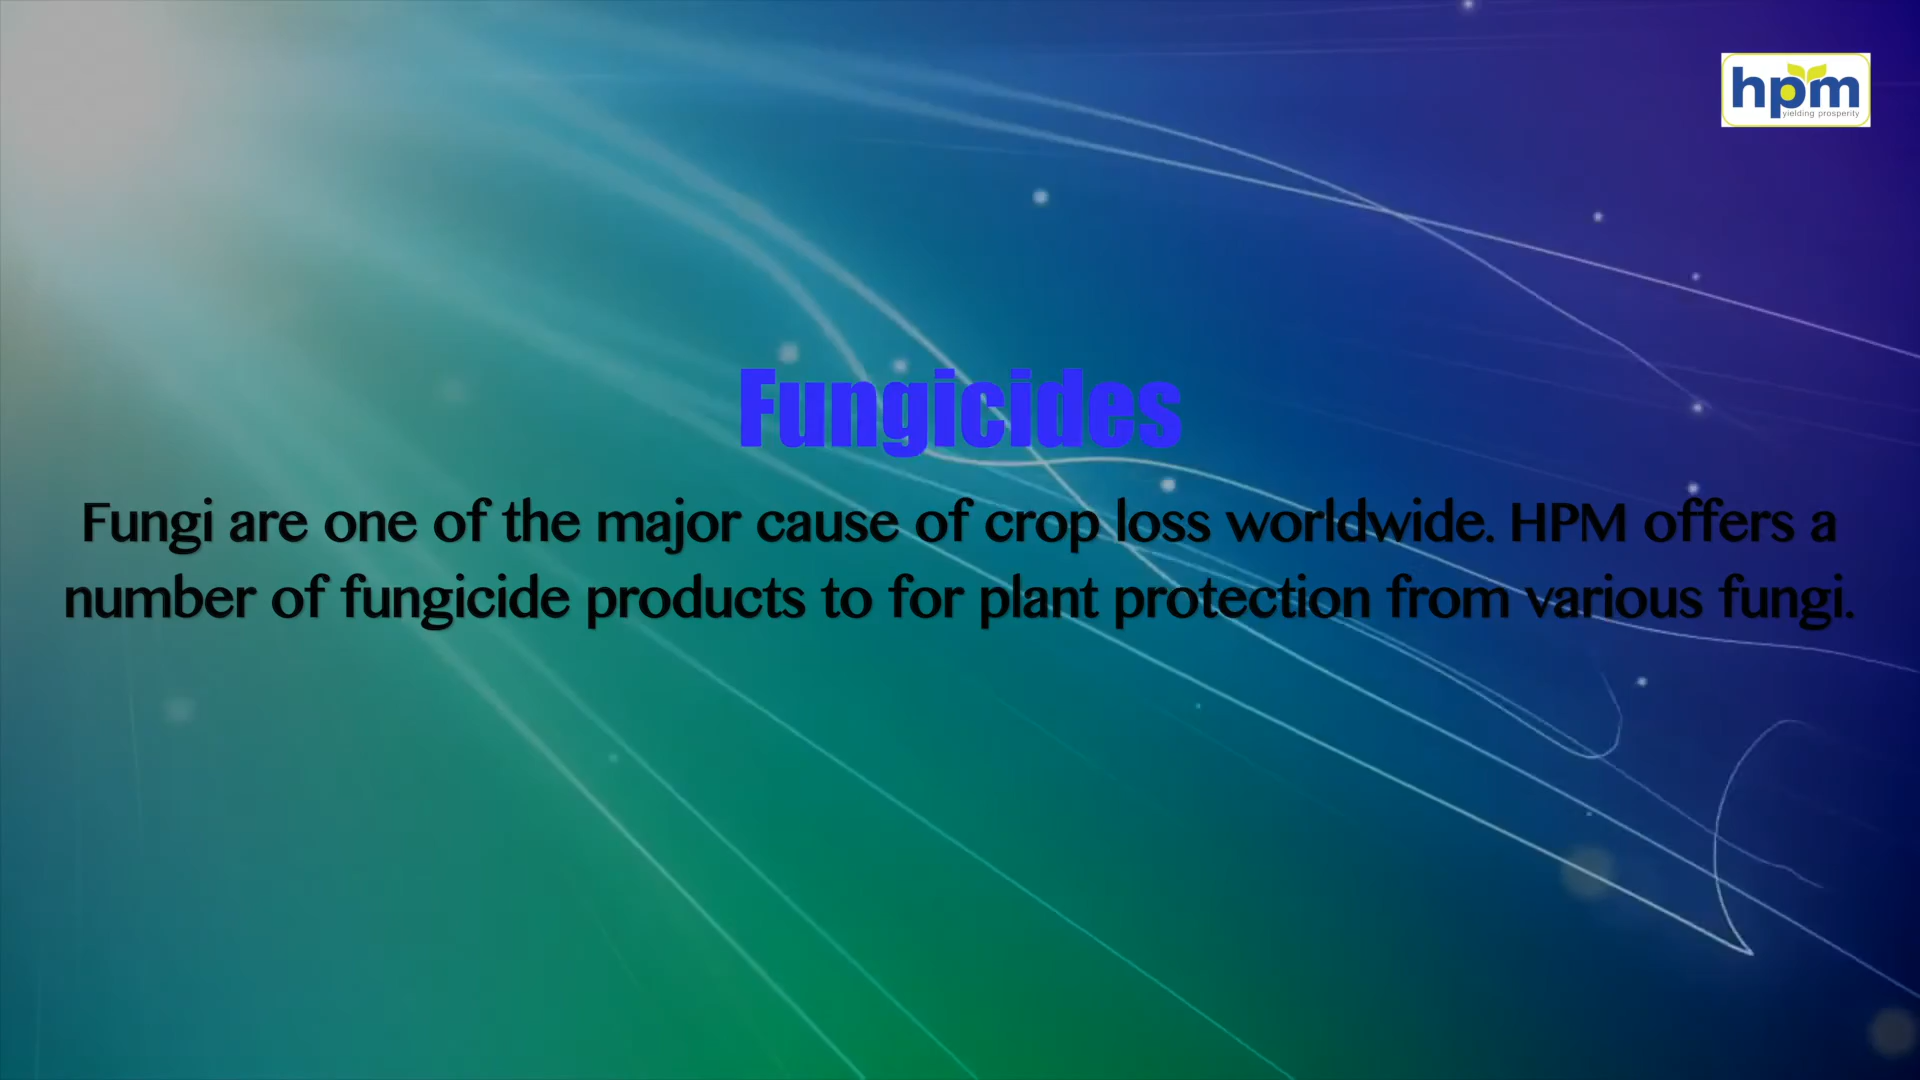 hpm
yielding prosperity
Fungicides
Fungi are one of the major cause of crop loss worldwide. HPM offers a
number of fungicide products to for plant protection from various fungi.